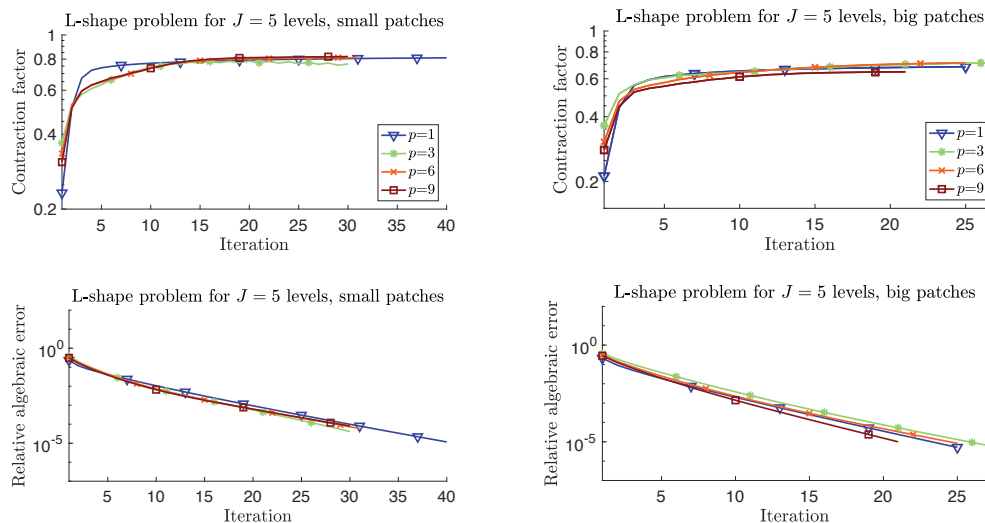 L-shape problem for J = 5 levels, small patches
Contraction factor
1
0.8
0.6
0.4
0.2
p=1
p=3
p=6
p=9
5 10 15 20 25 30 35 40
Iteration
L-shape problem for J = 5 levels, big patches
Contraction factor
1
0.8
0.6
0.4
0.2
p=1
p=3
p=6
p=9
5 10 15 20 25
Iteration
L-shape problem for J = 5 levels, small patches
Relative algebraic error
10^0
10^-5
5 10 15 20 25 30 35 40
Iteration
L-shape problem for J = 5 levels, big patches
Relative algebraic error
10^0
10^-5
5 10 15 20 25
Iteration